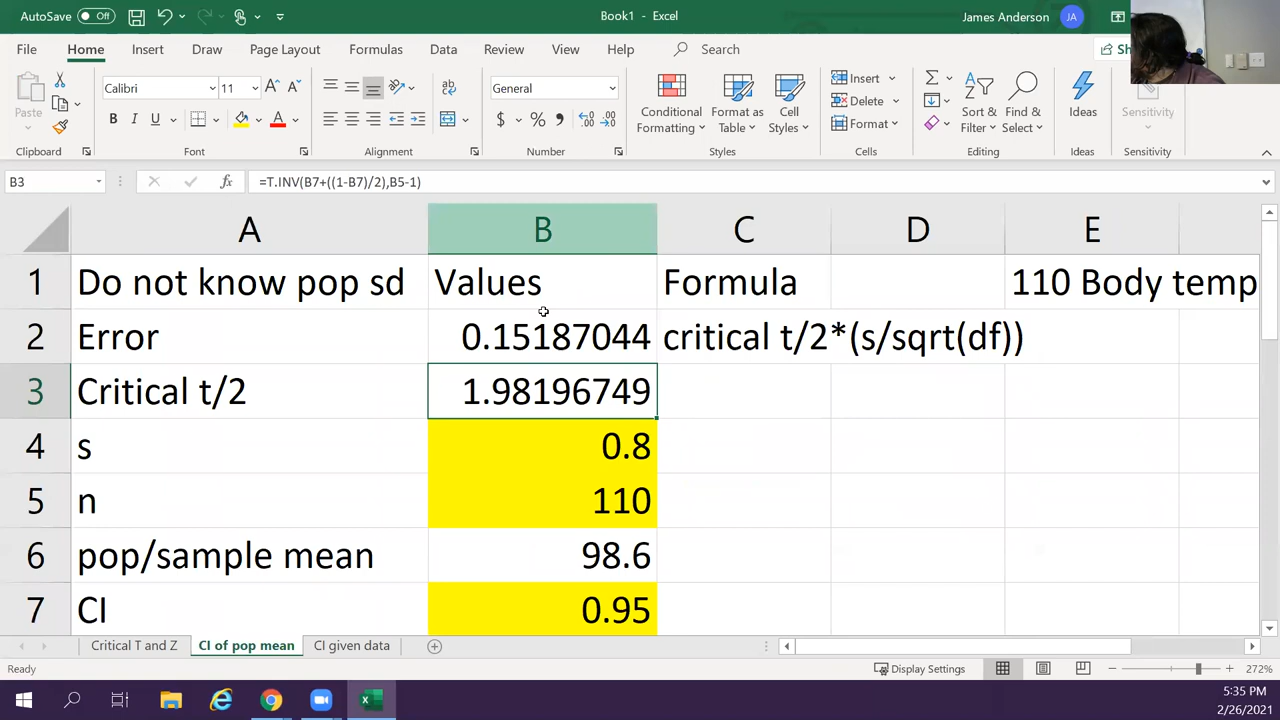 AutoSave Off
Book1 - Excel
James Anderson JA
File Home Insert Draw Page Layout Formulas Data Review View Help Search
Paste
Clipboard
Calibri 11
B I U A
Font
ab
Alignment
General
$ % 9
Number
Conditional Formatting
Format as Table
Cell Styles
Styles
Insert
Delete
Format
Cells
Sort & Filter
Find & Select
Editing
Ideas
Ideas
Sensitivity
Sensitivity
B3 fx =T.INV(B7+((1-B7)/2),B5-1)
A B C D E
1 Do not know pop sd Values Formula 110 Body temp
2 Error 0.15187044 critical t/2*(s/sqrt(df))
3 Critical t/2 1.98196749
4 s 0.8
5 n 110
6 pop/sample mean 98.6
7 CI 0.95
Critical T and Z CI of pop mean CI given data
Ready Display Settings 272%
5:35 PM
2/26/2021